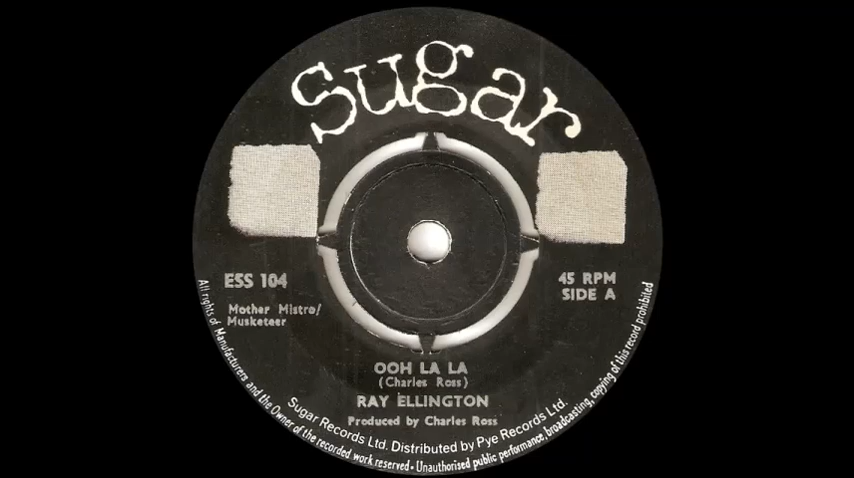 Sugar
ESS 104
Mother Mistro/
Musketeer
45 RPM
SIDE A
OOH LA LA
(Charles Ross)
RAY ELLINGTON
Produced by Charles Ross
Sugar Records Ltd. Distributed by Pye Records Ltd.
All rights of Manufacturers and the Owner of the recorded work reserved • Unauthorised public performance, broadcasting, copying of this record prohibited